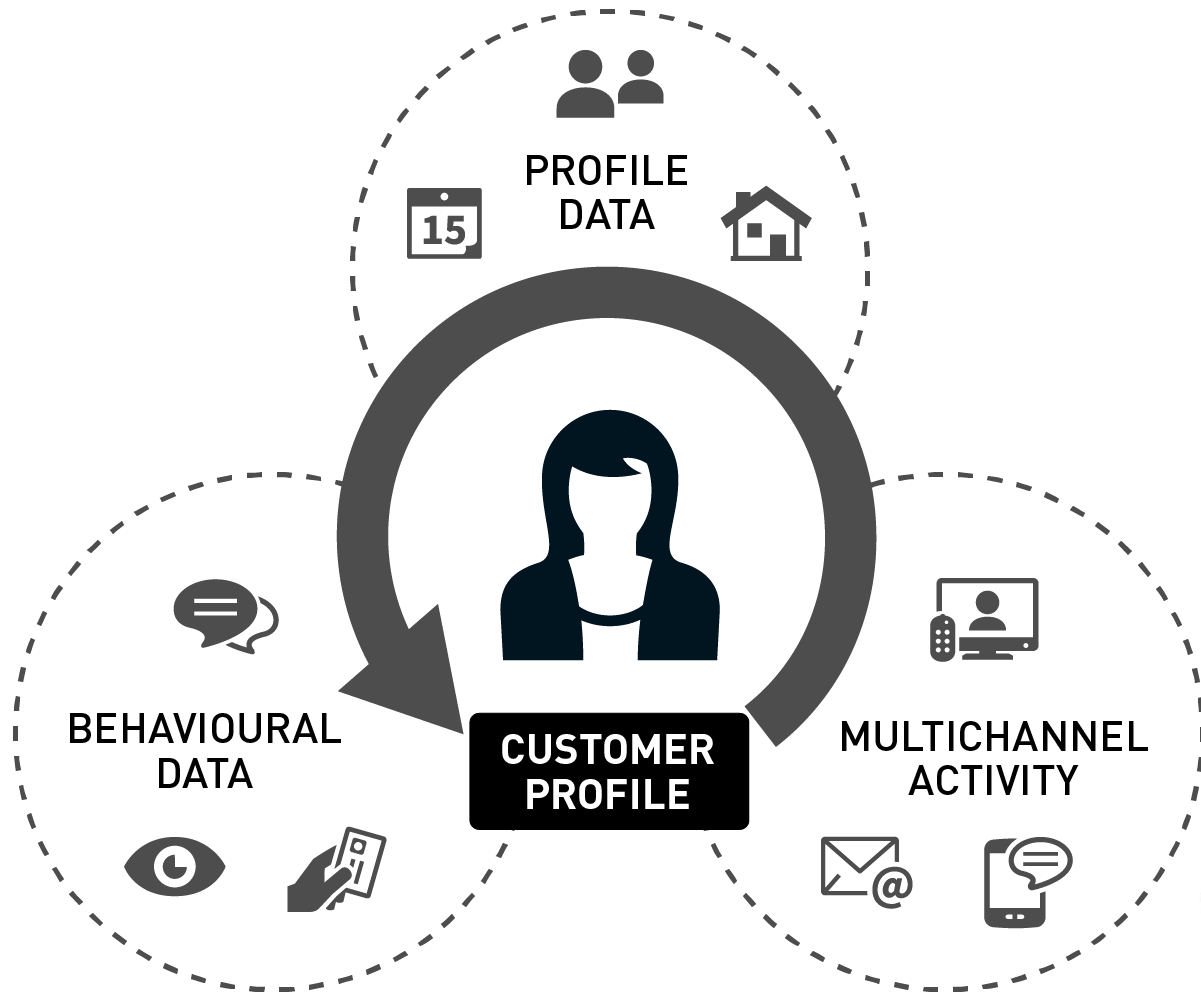 PROFILE
DATA
15
BEHAVIOURAL
DATA
CUSTOMER
PROFILE
MULTICHANNEL
ACTIVITY
@